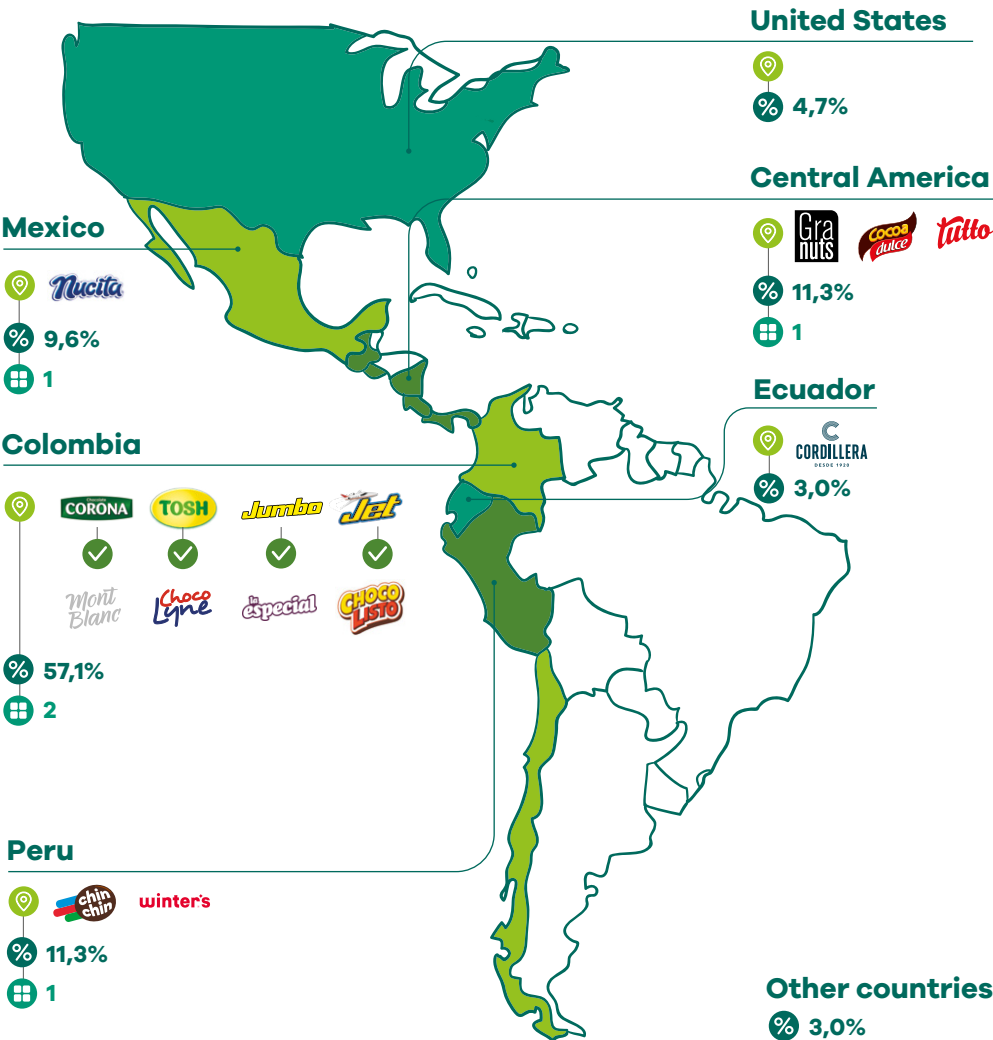 United States
% 4,7%
Central America
Gra nuts
Cocoa dulce
Tutto
% 11,3%
1
Mexico
Nucita
% 9,6%
1
Ecuador
C
CORDILLERA
DESDE 1920
% 3,0%
Colombia
Chocolate CORONA
TOSH
Jumbo
Jet
Mont Blanc
Choco Lyne
la especial
CHOCO LISTO
% 57,1%
2
Peru
chin chin
winter's
% 11,3%
1
Other countries
% 3,0%